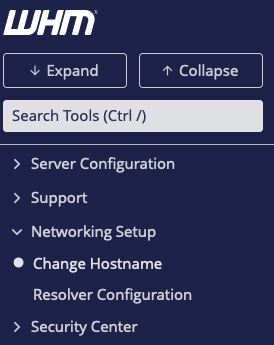 WHM
↓ Expand
↑ Collapse
Search Tools (Ctrl /)
Server Configuration
Support
Networking Setup
Change Hostname
Resolver Configuration
Security Center